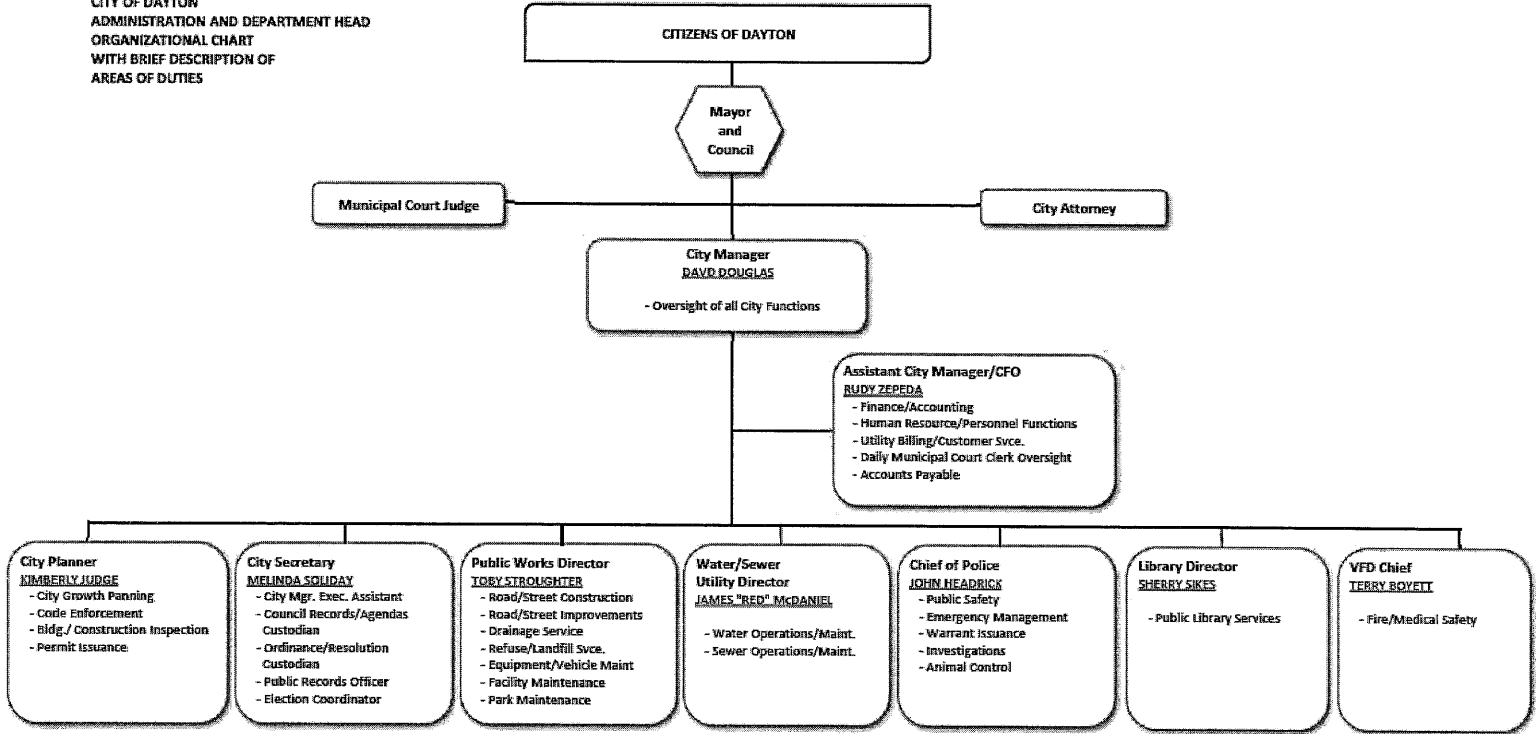 CITY OF DAYTON
ADMINISTRATION AND DEPARTMENT HEAD
ORGANIZATIONAL CHART
WITH BRIEF DESCRIPTION OF
AREAS OF DUTIES
CITIZENS OF DAYTON
Mayor
and
Council
Municipal Court Judge
City Attorney
City Manager
DAVD DOUGLAS
- Oversight of all City Functions
Assistant City Manager/CFO
RUDY ZEPEDA
- Finance/Accounting
- Human Resource/Personnel Functions
- Utility Billing/Customer Svce.
- Daily Municipal Court Clerk Oversight
- Accounts Payable
City Planner
KIMBERLY JUDGE
- City Growth Panning
- Code Enforcement
- Bldg./ Construction Inspection
- Permit Issuance
City Secretary
MELINDA SOLIDAY
- City Mgr. Exec. Assistant
- Council Records/Agendas
Custodian
- Ordinance/Resolution
Custodian
- Public Records Officer
- Election Coordinator
Public Works Director
TOBY STROUGHTER
- Road/Street Construction
- Road/Street Improvements
- Drainage Service
- Refuse/Landfill Svce.
- Equipment/Vehicle Maint
- Facility Maintenance
- Park Maintenance
Water/Sewer
Utility Director
JAMES "RED" McDANIEL
- Water Operations/Maint.
- Sewer Operations/Maint.
Chief of Police
JOHN HEADRICK
- Public Safety
- Emergency Management
- Warrant Issuance
- Investigations
- Animal Control
Library Director
SHERRY SIKES
- Public Library Services
VFD Chief
TERRY BOYETT
- Fire/Medical Safety